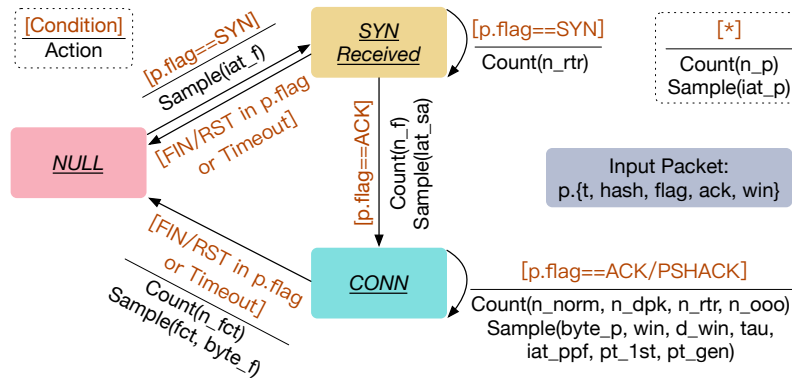 [Condition]
Action
[p.flag==SYN]
Sample(iat_f)
SYN
Received
[p.flag==SYN]
Count(n_rtr)
[*]
Count(n_p)
Sample(iat_p)
NULL
[FIN/RST in p.flag
or Timeout]
[p.flag==ACK]
Count(n_f)
Sample(lat_sa)
Input Packet:
p.{t, hash, flag, ack, win}
[FIN/RST in p.flag
or Timeout]
Count(n_fct)
Sample(fct, byte_f)
CONN
[p.flag==ACK/PSHACK]
Count(n_norm, n_dpk, n_rtr, n_ooo)
Sample(byte_p, win, d_win, tau,
iat_ppf, pt_1st, pt_gen)